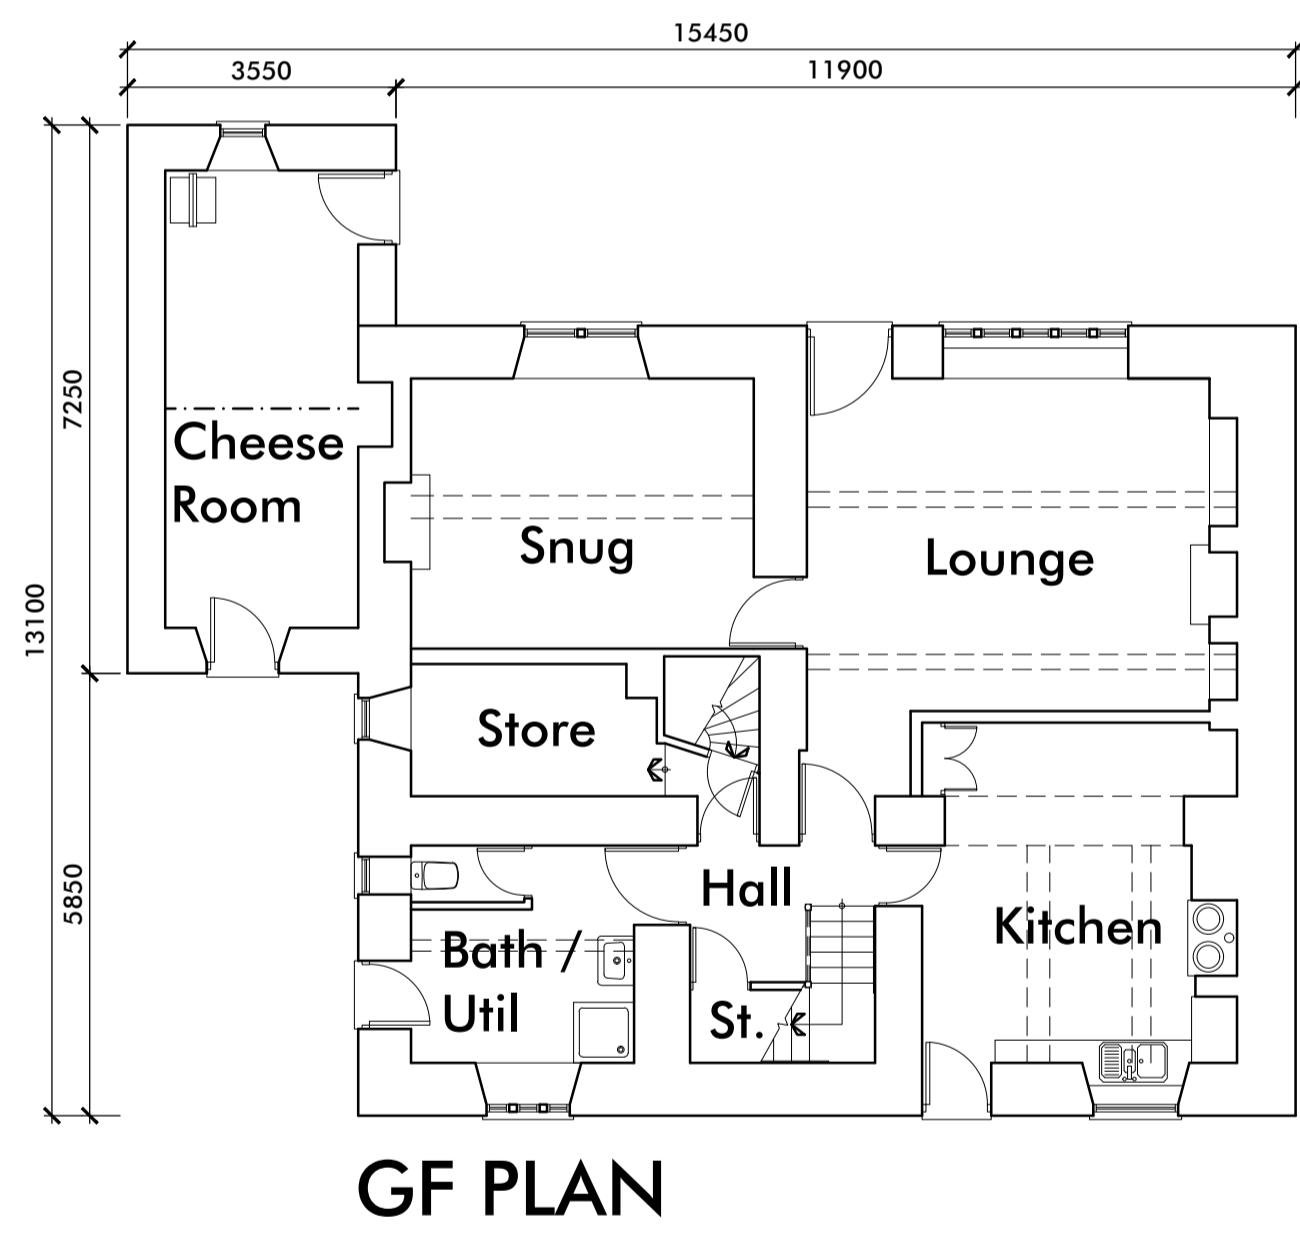 15450
3550
11900
7250
13100
5850
Cheese
Room
Snug
Lounge
Store
Hall
Kitchen
Bath /
Util
St.
GF PLAN